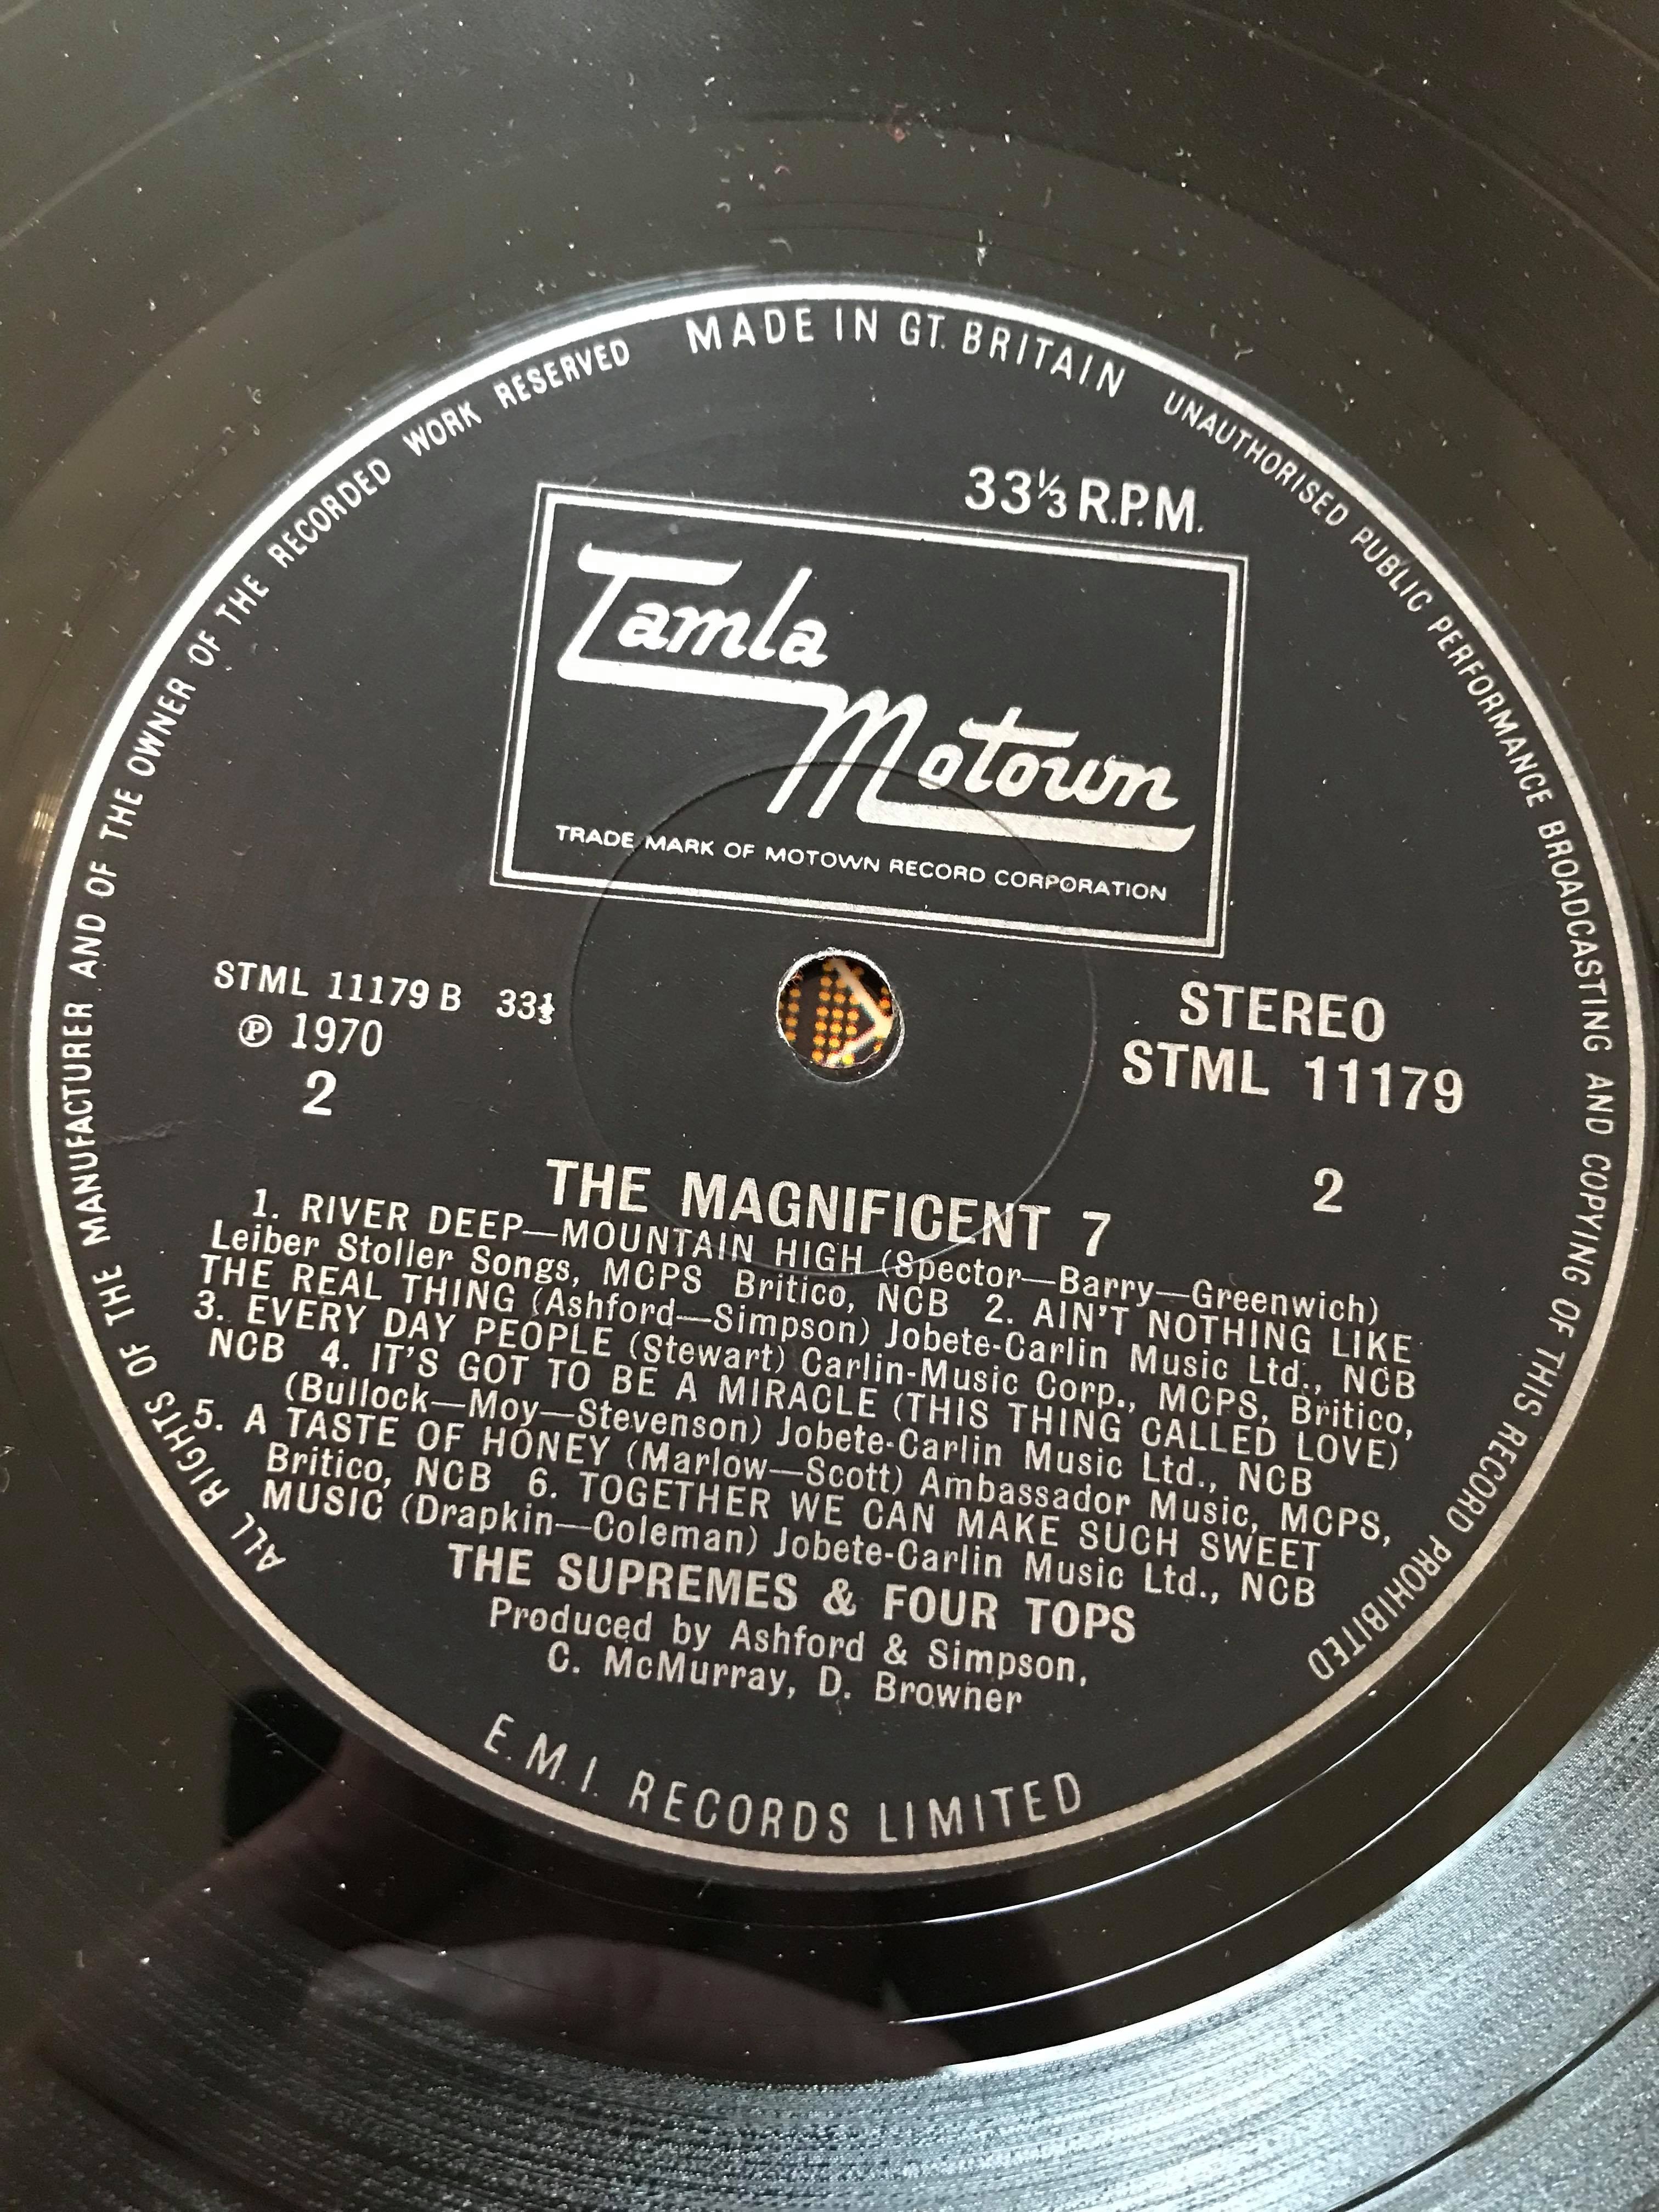 MADE IN GT. BRITAIN
UNAUTHORISED PUBLIC PERFORMANCE BROADCASTING AND COPYING OF THIS RECORD PROHIBITED
ALL RIGHTS OF THE MANUFACTURER AND OF THE OWNER OF THE RECORDED WORK RESERVED
33⅓ R.P.M.
Tamla
Motown
TRADE MARK OF MOTOWN RECORD CORPORATION
STML 11179 B 33⅓
℗ 1970
2
STEREO
STML 11179
2
THE MAGNIFICENT 7
1. RIVER DEEP—MOUNTAIN HIGH (Spector—Barry—Greenwich)
Leiber Stoller Songs, MCPS Britico, NCB 2. AIN'T NOTHING LIKE
THE REAL THING (Ashford—Simpson) Jobete-Carlin Music Ltd., NCB
3. EVERY DAY PEOPLE (Stewart) Carlin-Music Corp., MCPS, Britico,
NCB 4. IT'S GOT TO BE A MIRACLE (THIS THING CALLED LOVE)
(Bullock—Moy—Stevenson) Jobete-Carlin Music Ltd., NCB
5. A TASTE OF HONEY (Marlow—Scott) Ambassador Music, MCPS,
Britico, NCB 6. TOGETHER WE CAN MAKE SUCH SWEET
MUSIC (Drapkin—Coleman) Jobete-Carlin Music Ltd., NCB
THE SUPREMES & FOUR TOPS
Produced by Ashford & Simpson,
C. McMurray, D. Browner
E.M.I. RECORDS LIMITED